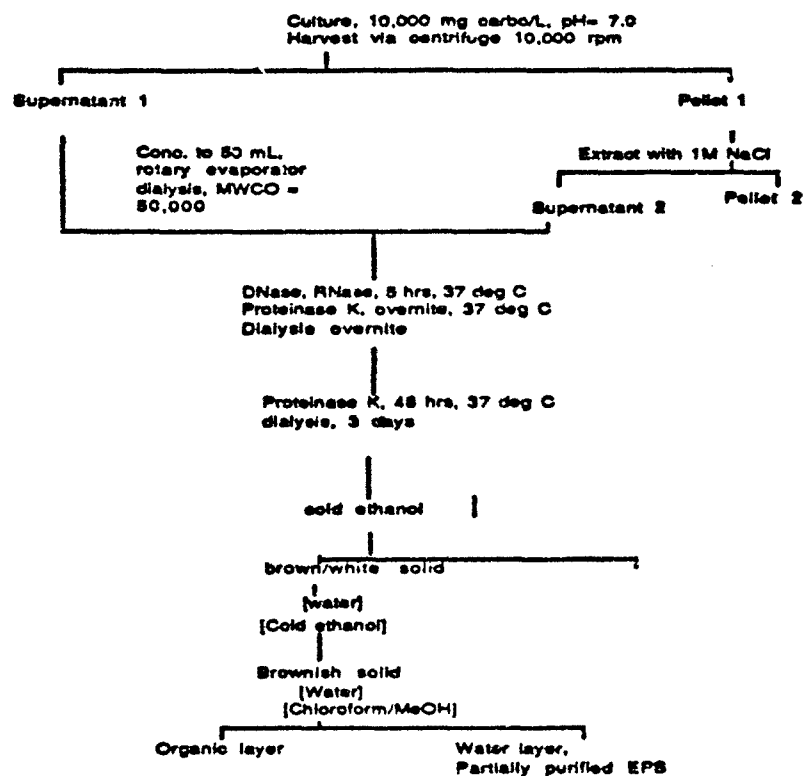 Culture, 10,000 mg carbo/L, pH= 7.0
Harvest via centrifuge 10,000 rpm
Supernatant 1
Pellet 1
Conc. to 50 mL,
rotary evaporator
dialysis, MWCO =
50,000
Extract with 1M NaCl
Supernatant 2
Pellet 2
DNase, RNase, 5 hrs, 37 deg C
Proteinase K, overnite, 37 deg C
Dialysis overnite
Proteinase K, 48 hrs, 37 deg C
dialysis, 3 days
cold ethanol
brown/white solid
[water]
[Cold ethanol]
Brownish solid
[Water]
[Chloroform/MeOH]
Organic layer
Water layer,
Partially purified EPS